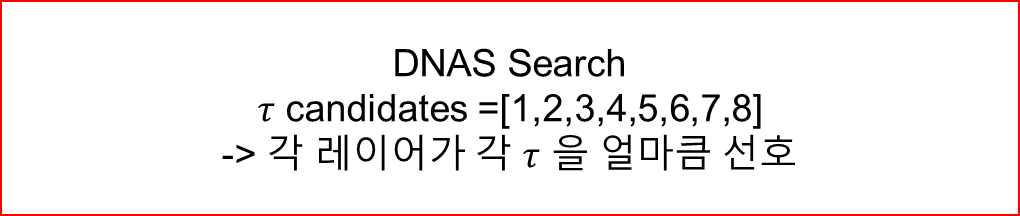 DNAS Search
τ candidates =[1,2,3,4,5,6,7,8]
-> 각 레이어가 각 τ 을 얼마큼 선호